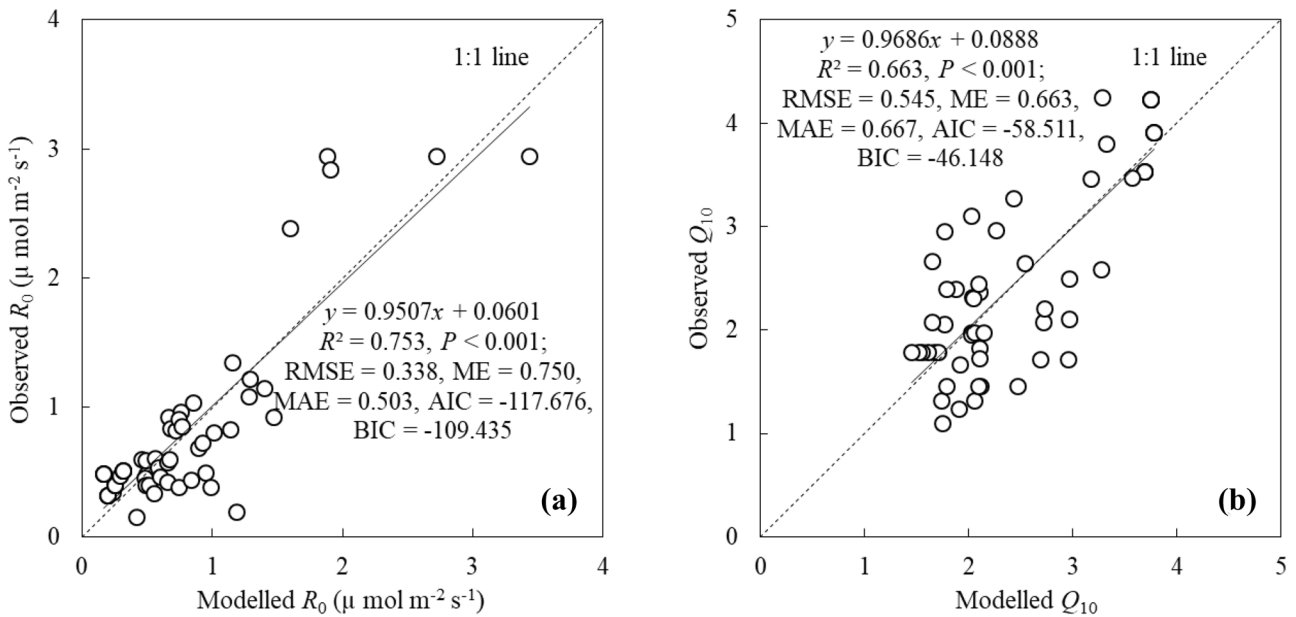 4
3
2
1
0
0
1
2
3
4
Observed R₀ (μ mol m⁻² s⁻¹)
Modelled R₀ (μ mol m⁻² s⁻¹)
1:1 line
y = 0.9507x + 0.0601
R² = 0.753, P < 0.001;
RMSE = 0.338, ME = 0.750,
MAE = 0.503, AIC = -117.676,
BIC = -109.435
(a)
5
4
3
2
1
0
0
1
2
3
4
5
Observed Q₁₀
Modelled Q₁₀
y = 0.9686x + 0.0888
R² = 0.663, P < 0.001;
RMSE = 0.545, ME = 0.663,
MAE = 0.667, AIC = -58.511,
BIC = -46.148
1:1 line
(b)